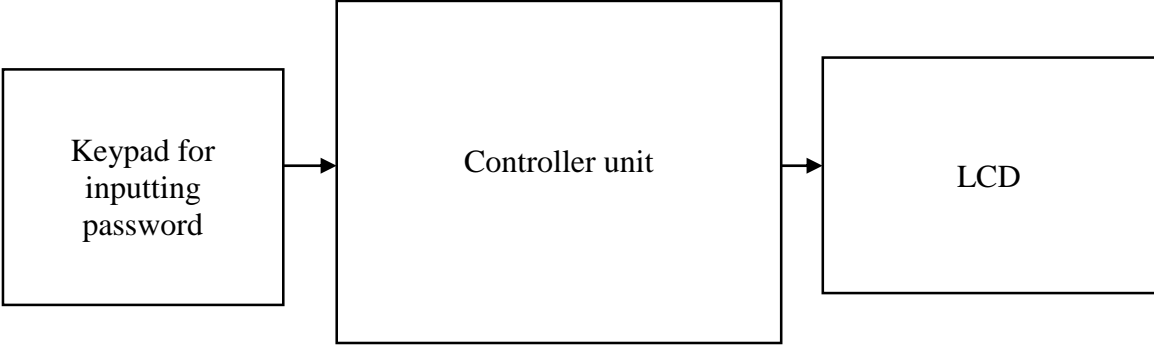 Keypad for
inputting
password
Controller unit
LCD